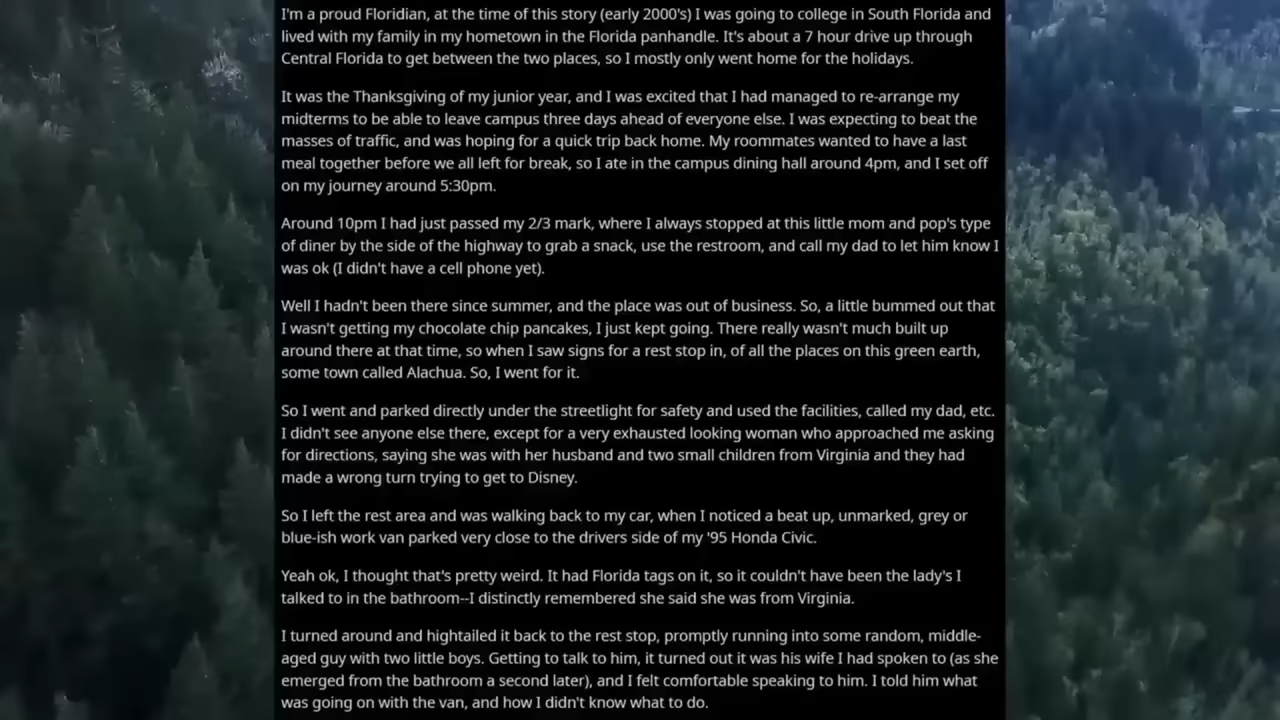 I'm a proud Floridian, at the time of this story (early 2000's) I was going to college in South Florida and
lived with my family in my hometown in the Florida panhandle. It's about a 7 hour drive up through
Central Florida to get between the two places, so I mostly only went home for the holidays.
It was the Thanksgiving of my junior year, and I was excited that I had managed to re-arrange my
midterms to be able to leave campus three days ahead of everyone else. I was expecting to beat the
masses of traffic, and was hoping for a quick trip back home. My roommates wanted to have a last
meal together before we all left for break, so I ate in the campus dining hall around 4pm, and I set off
on my journey around 5:30pm.
Around 10pm I had just passed my 2/3 mark, where I always stopped at this little mom and pop's type
of diner by the side of the highway to grab a snack, use the restroom, and call my dad to let him know I
was ok (I didn't have a cell phone yet).
Well I hadn't been there since summer, and the place was out of business. So, a little bummed out that
I wasn't getting my chocolate chip pancakes, I just kept going. There really wasn't much built up
around there at that time, so when I saw signs for a rest stop in, of all the places on this green earth,
some town called Alachua. So, I went for it.
So I went and parked directly under the streetlight for safety and used the facilities, called my dad, etc.
I didn't see anyone else there, except for a very exhausted looking woman who approached me asking
for directions, saying she was with her husband and two small children from Virginia and they had
made a wrong turn trying to get to Disney.
So I left the rest area and was walking back to my car, when I noticed a beat up, unmarked, grey or
blue-ish work van parked very close to the drivers side of my '95 Honda Civic.
Yeah ok, I thought that's pretty weird. It had Florida tags on it, so it couldn't have been the lady's I
talked to in the bathroom--I distinctly remembered she said she was from Virginia.
I turned around and hightailed it back to the rest stop, promptly running into some random, middle-
aged guy with two little boys. Getting to talk to him, it turned out it was his wife I had spoken to (as she
emerged from the bathroom a second later), and I felt comfortable speaking to him. I told him what
was going on with the van, and how I didn't know what to do.